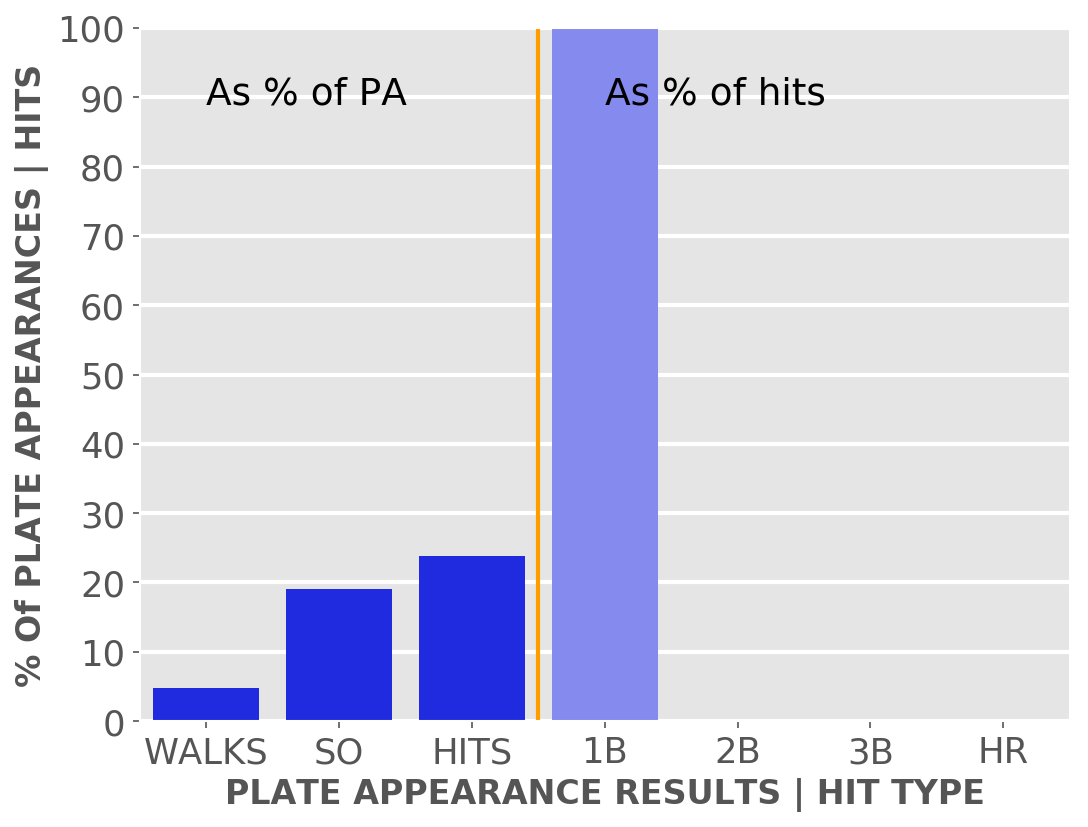 % Of PLATE APPEARANCES | HITS
100
90
80
70
60
50
40
30
20
10
0
As % of PA
As % of hits
WALKS SO HITS 1B 2B 3B HR
PLATE APPEARANCE RESULTS | HIT TYPE